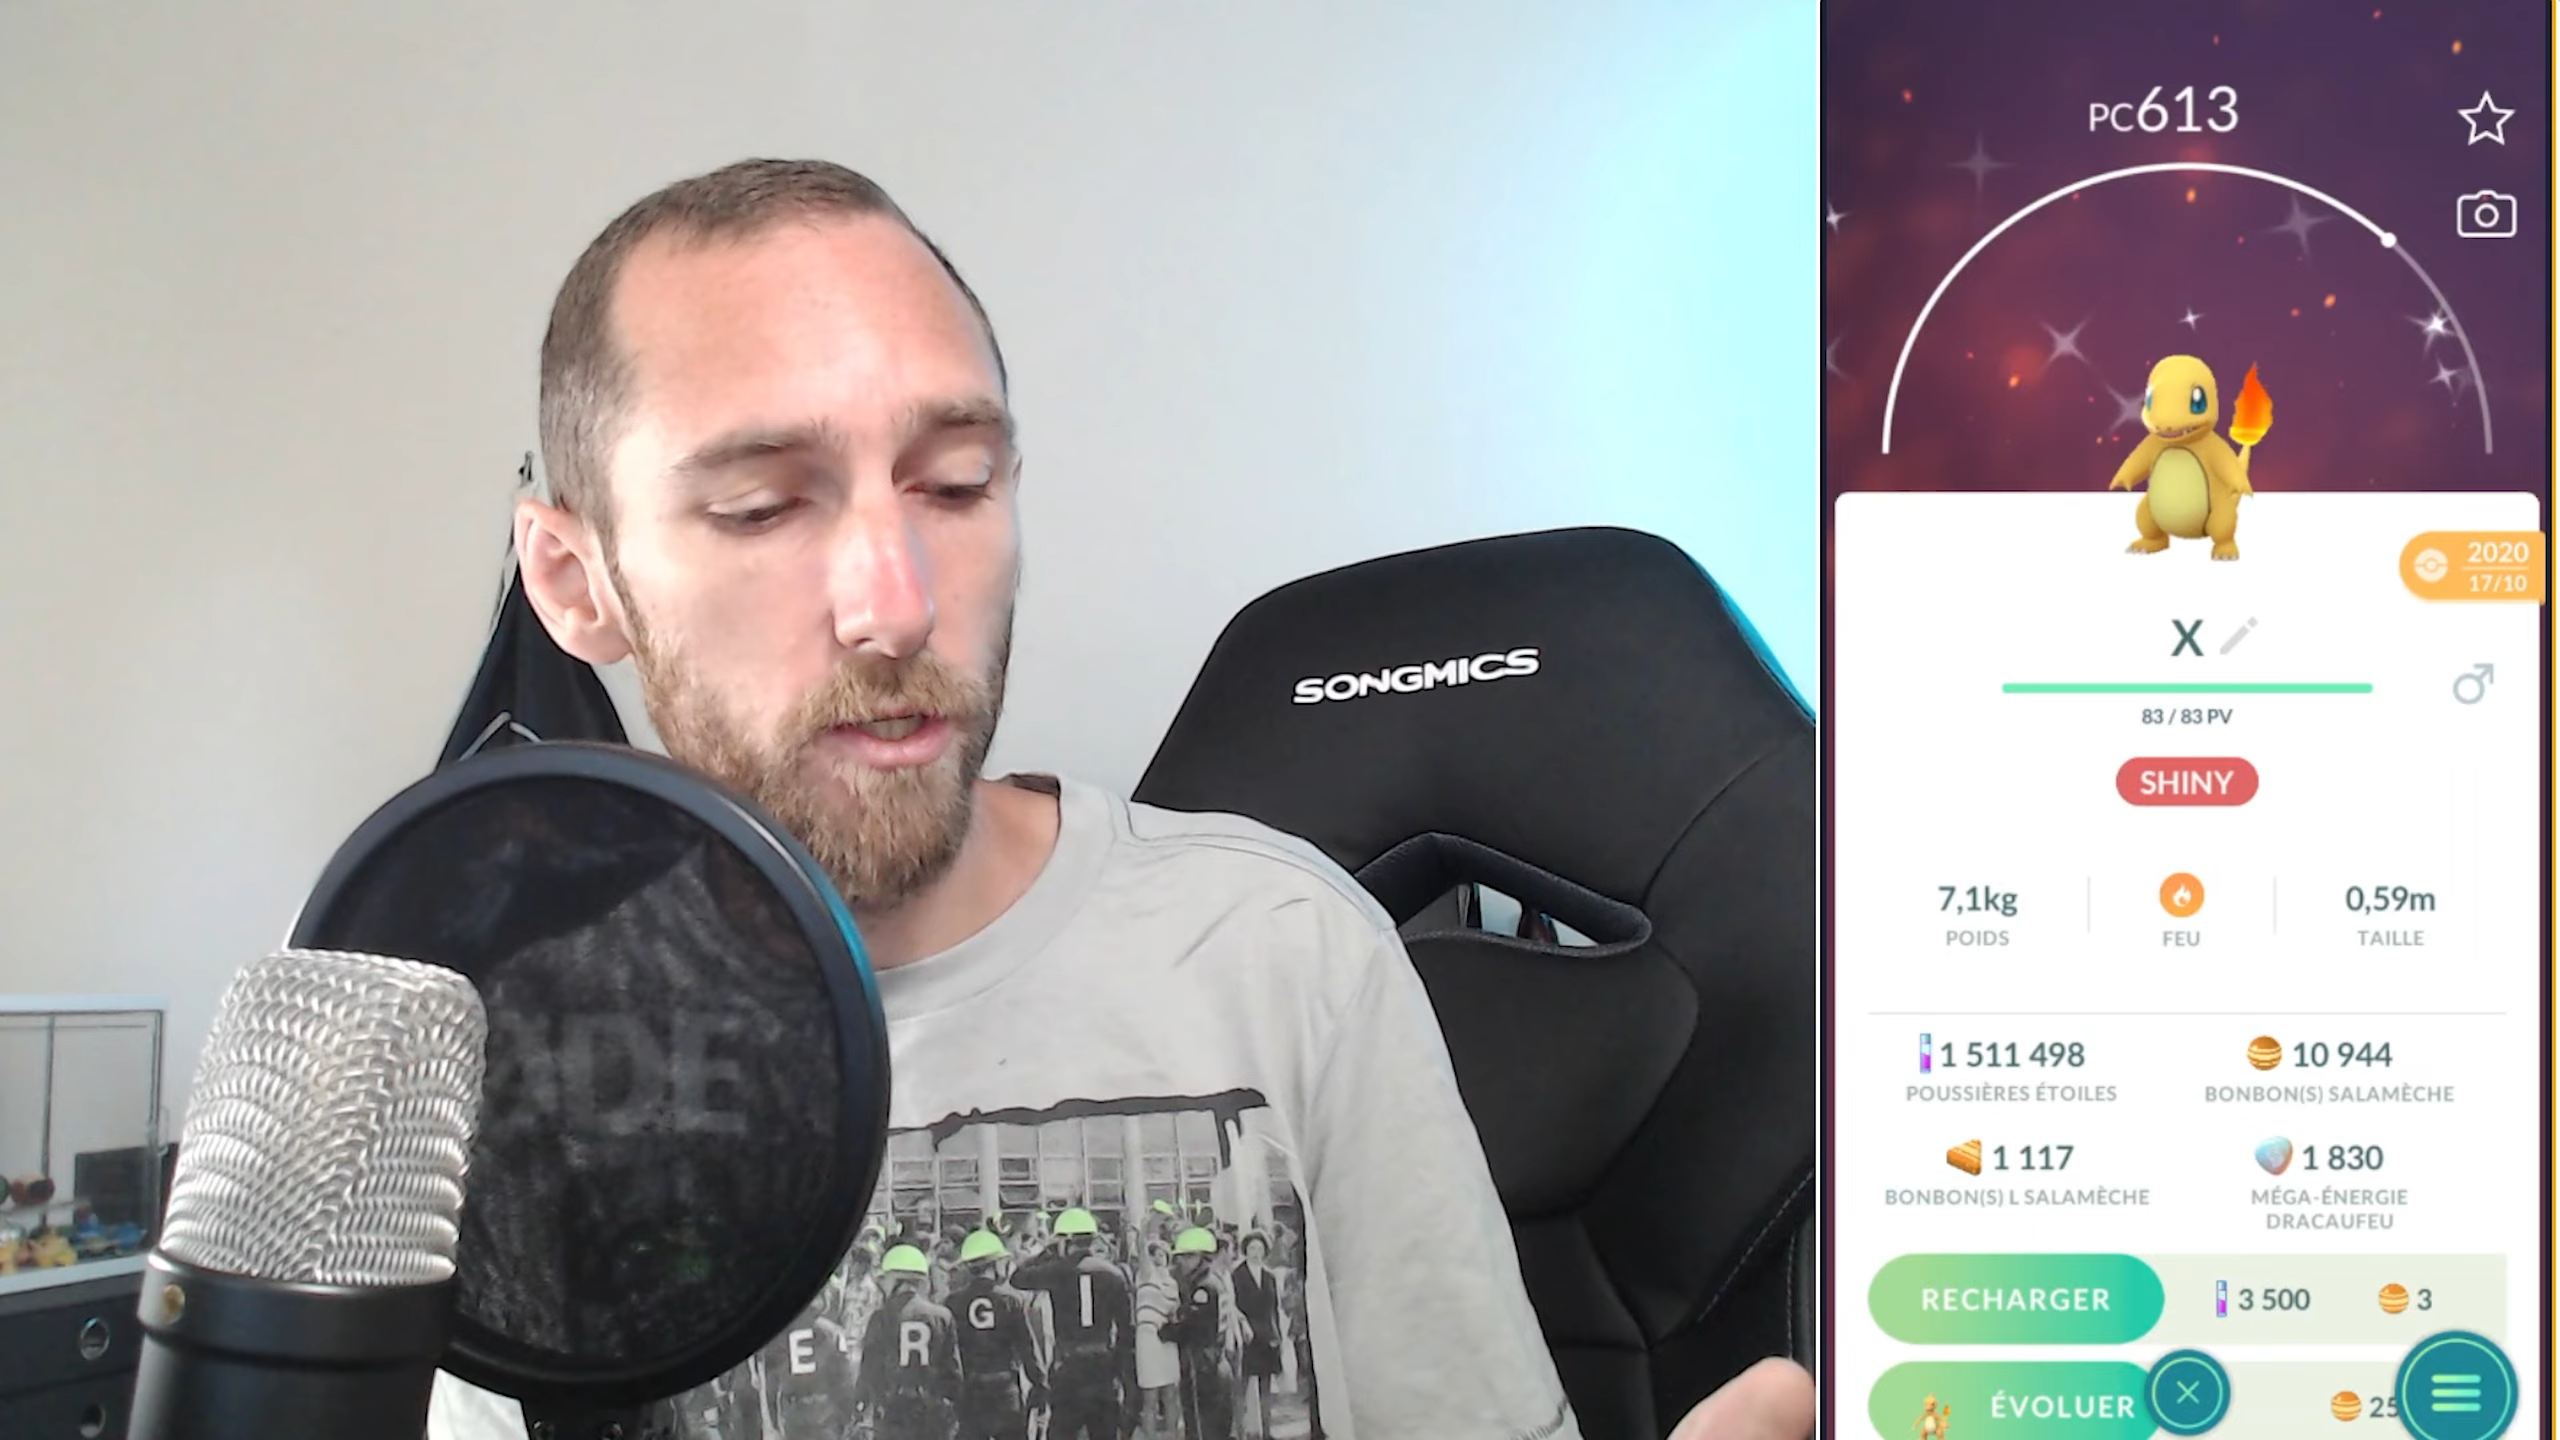 SONGMICS
ADE
E
R
G
I
PC613
2020
17/10
X
83 / 83 PV
SHINY
7,1kg
POIDS
FEU
0,59m
TAILLE
1 511 498
POUSSIÈRES ÉTOILES
10 944
BONBON(S) SALAMÈCHE
1 117
BONBON(S) L SALAMÈCHE
1 830
MÉGA-ÉNERGIE
DRACAUFEU
RECHARGER
3 500
3
ÉVOLUER
25